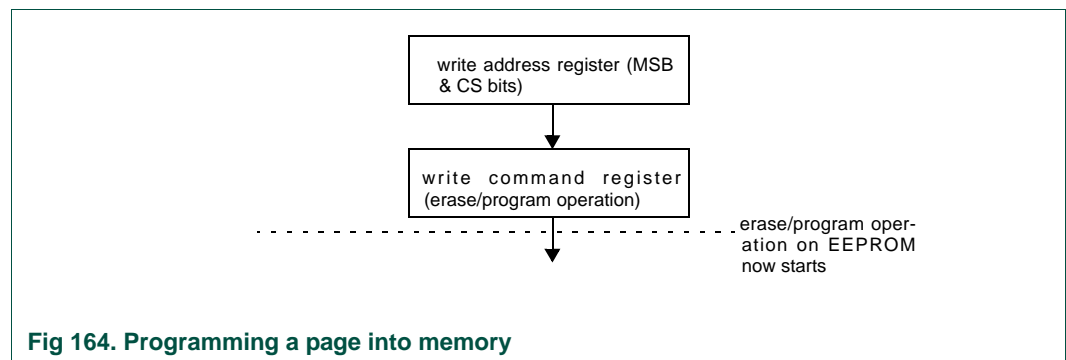 write address register (MSB
& CS bits)
write command register
(erase/program operation)
erase/program oper-
ation on EEPROM
now starts
Fig 164. Programming a page into memory